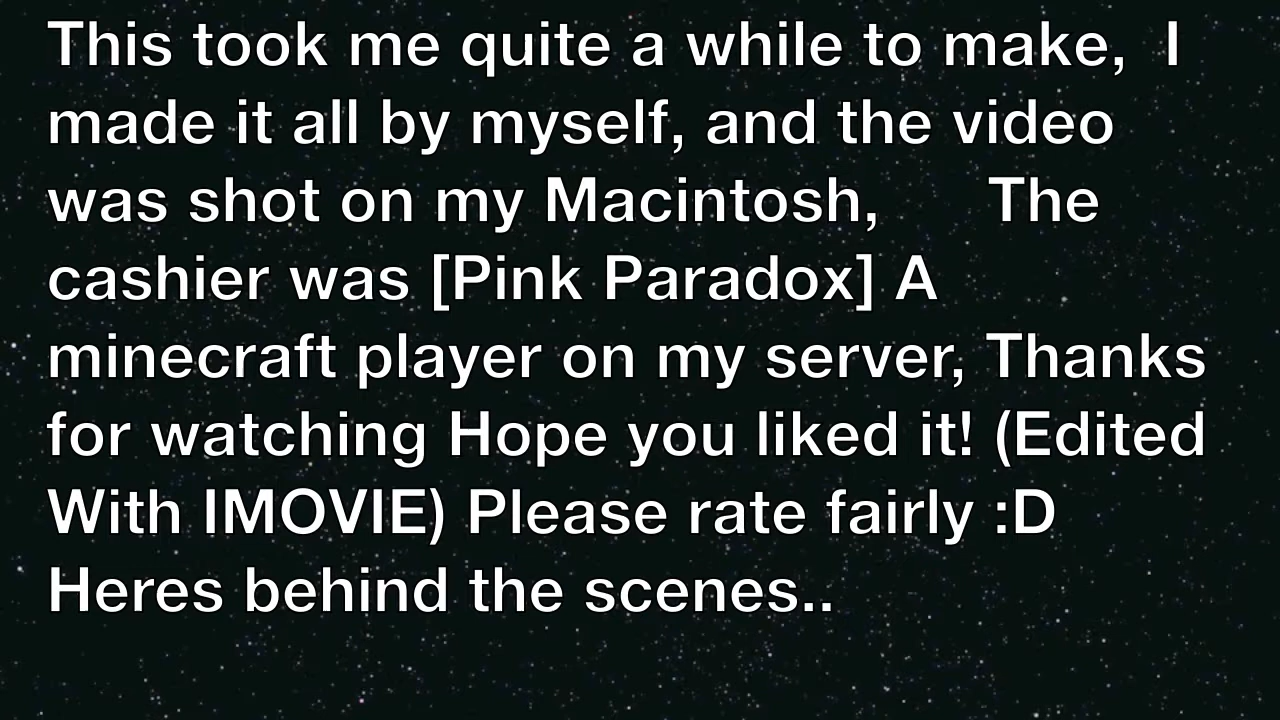 This took me quite a while to make,  I
made it all by myself, and the video
was shot on my Macintosh,      The
cashier was [Pink Paradox] A
minecraft player on my server, Thanks
for watching Hope you liked it! (Edited
With IMOVIE) Please rate fairly :D
Heres behind the scenes..